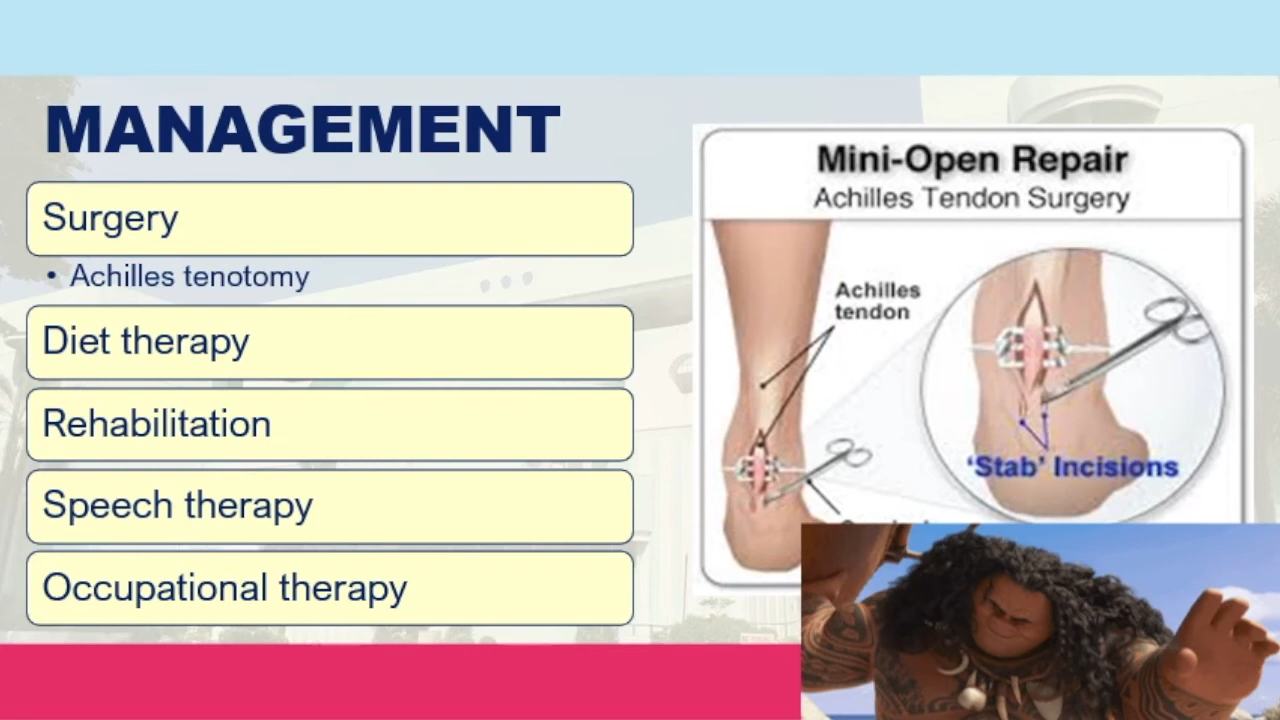 MANAGEMENT
Surgery
• Achilles tenotomy
Diet therapy
Rehabilitation
Speech therapy
Occupational therapy
Mini-Open Repair
Achilles Tendon Surgery
Achilles
tendon
‘Stab’ Incisions